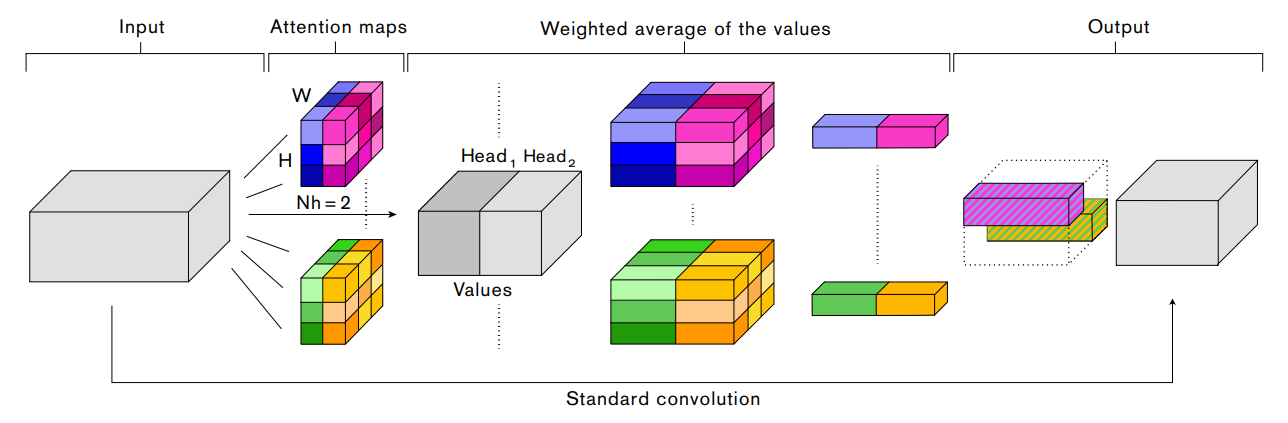 Input
Attention maps
Weighted average of the values
Output
W
H
Nh = 2
Head1 Head2
Values
Standard convolution